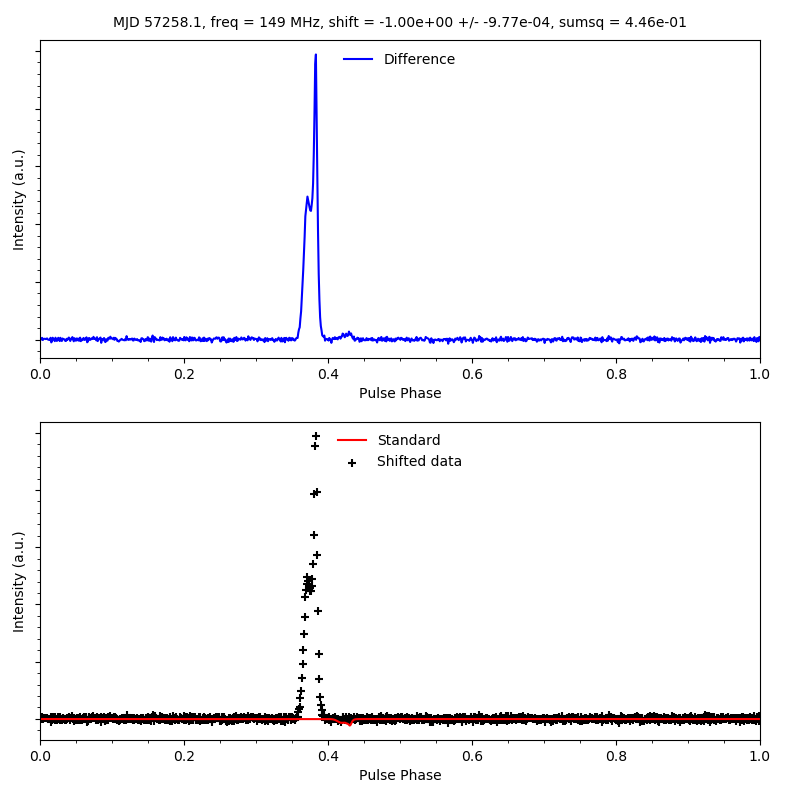 MJD 57258.1, freq = 149 MHz, shift = -1.00e+00 +/- -9.77e-04, sumsq = 4.46e-01
Difference
Intensity (a.u.)
0.0 0.2 0.4 0.6 0.8 1.0
Pulse Phase
Standard
Shifted data
Intensity (a.u.)
0.0 0.2 0.4 0.6 0.8 1.0
Pulse Phase